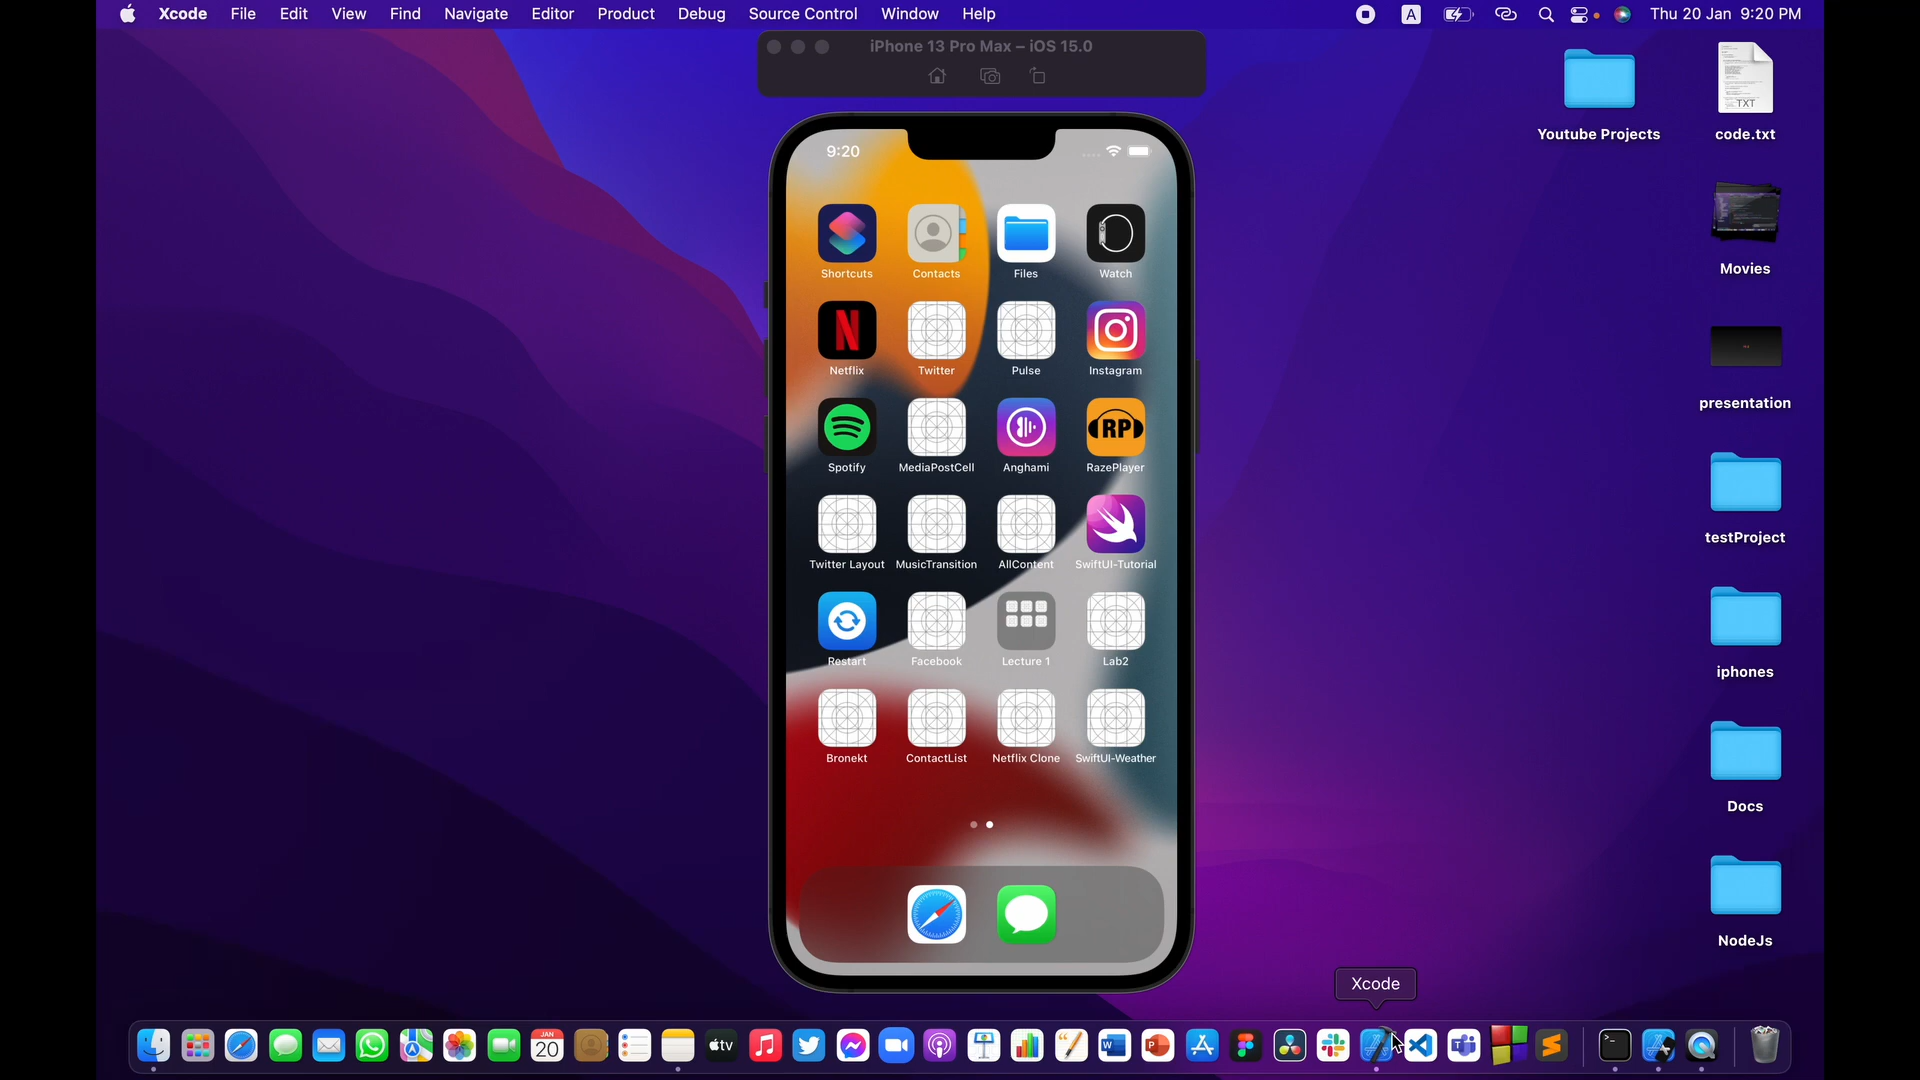 Xcode File Edit View Find Navigate Editor Product Debug Source Control Window Help A Thu 20 Jan 9:20 PM
iPhone 13 Pro Max – iOS 15.0
9:20
Shortcuts Contacts Files Watch
Netflix Twitter Pulse Instagram
RP
Spotify MediaPostCell Anghami RazePlayer
Twitter Layout MusicTransition AllContent SwiftUI-Tutorial
Restart Facebook Lecture 1 Lab2
Bronekt ContactList Netflix Clone SwiftUI-Weather
TXT
Youtube Projects code.txt
Movies
presentation
testProject
iphones
Docs
NodeJs
Xcode
JAN
20
tv